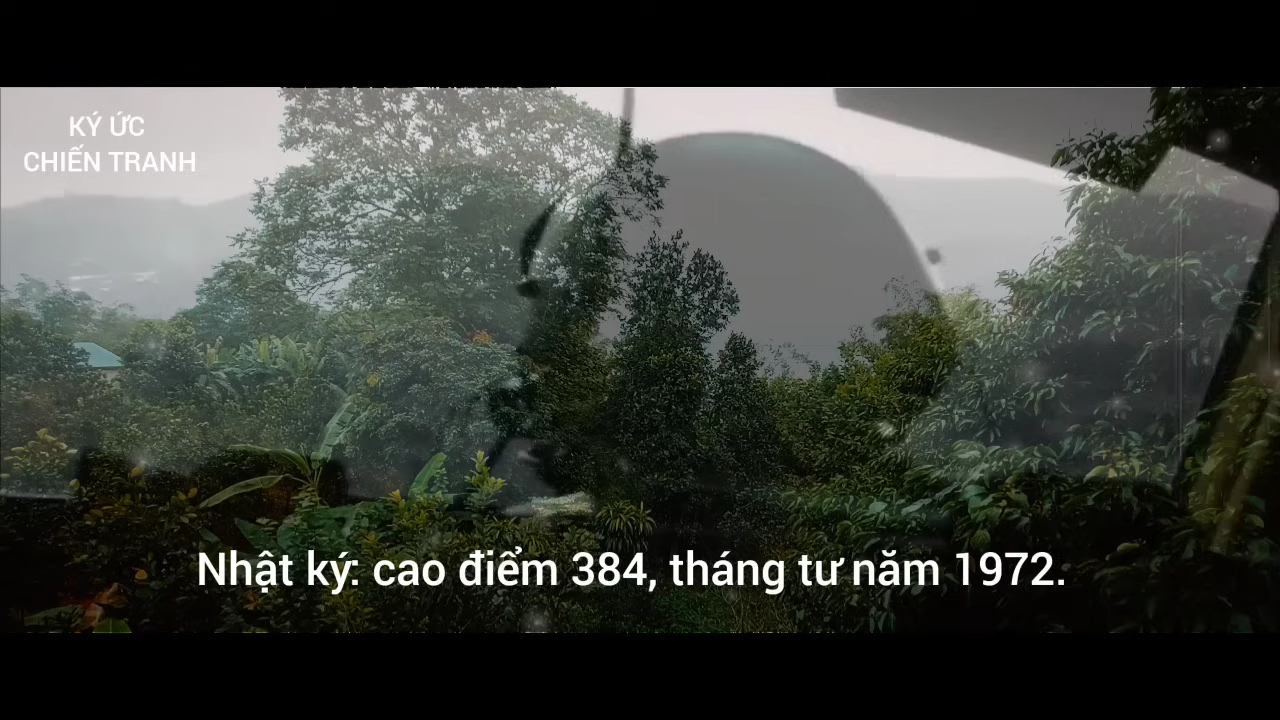 KÝ ỨC
CHIẾN TRANH
Nhật ký: cao điểm 384, tháng tư năm 1972.